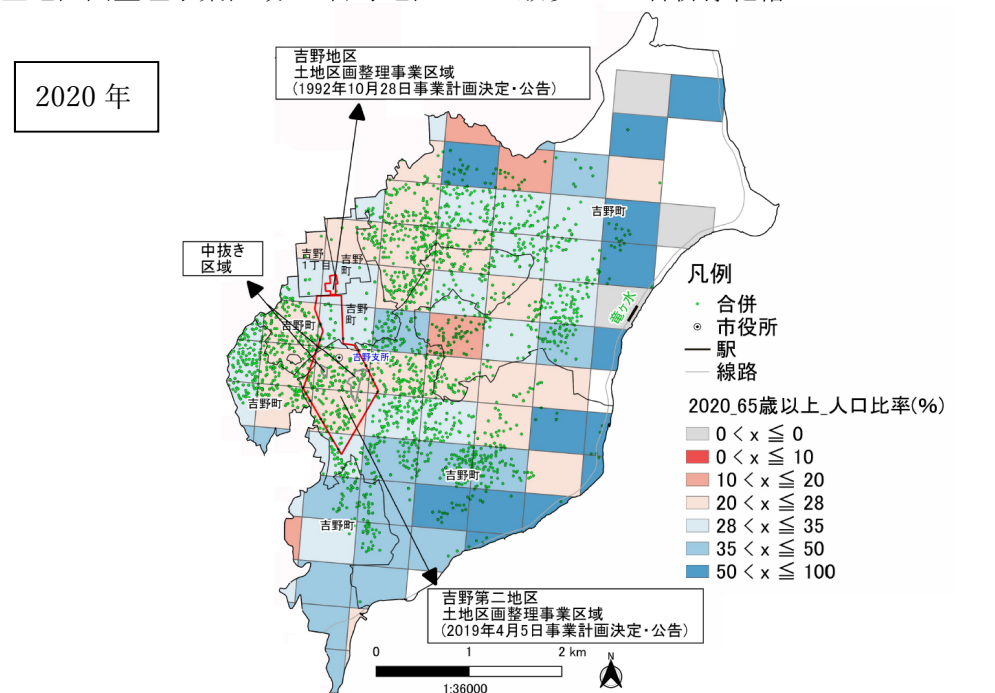 2020 年
吉野地区
土地区画整理事業区域
(1992年10月28日事業計画決定・公告)
中抜き
区域
吉野
1丁目
吉野
町
吉野町
吉野
町
吉野町
吉野支所
竜ヶ水
吉野町
吉野町
吉野町
凡例
合併
市役所
駅
線路
2020_65歳以上_人口比率(%)
0 < x ≦ 0
0 < x ≦ 10
10 < x ≦ 20
20 < x ≦ 28
28 < x ≦ 35
35 < x ≦ 50
50 < x ≦ 100
吉野第二地区
土地区画整理事業区域
(2019年4月5日事業計画決定・公告)
0 1 2 km
1:36000
N